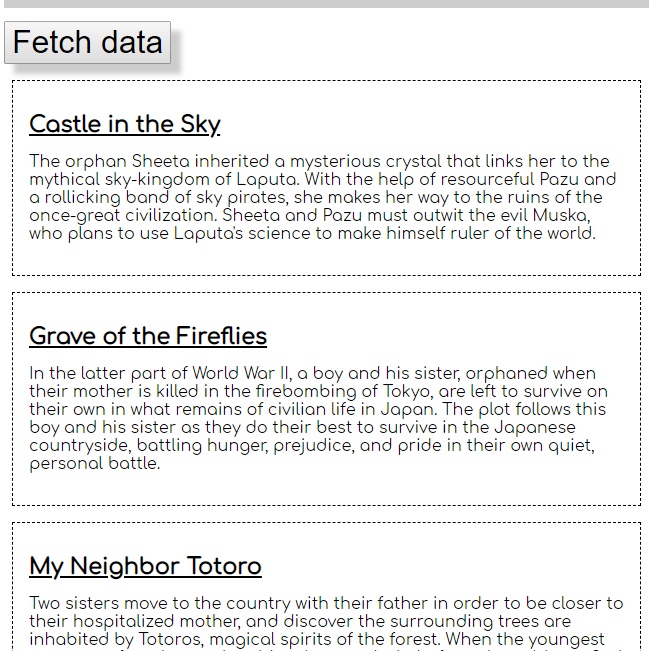 Fetch data
Castle in the Sky
The orphan Sheeta inherited a mysterious crystal that links her to the
mythical sky-kingdom of Laputa. With the help of resourceful Pazu and
a rollicking band of sky pirates, she makes her way to the ruins of the
once-great civilization. Sheeta and Pazu must outwit the evil Muska,
who plans to use Laputa's science to make himself ruler of the world.
Grave of the Fireflies
In the latter part of World War II, a boy and his sister, orphaned when
their mother is killed in the firebombing of Tokyo, are left to survive on
their own in what remains of civilian life in Japan. The plot follows this
boy and his sister as they do their best to survive in the Japanese
countryside, battling hunger, prejudice, and pride in their own quiet,
personal battle.
My Neighbor Totoro
Two sisters move to the country with their father in order to be closer to
their hospitalized mother, and discover the surrounding trees are
inhabited by Totoros, magical spirits of the forest. When the youngest